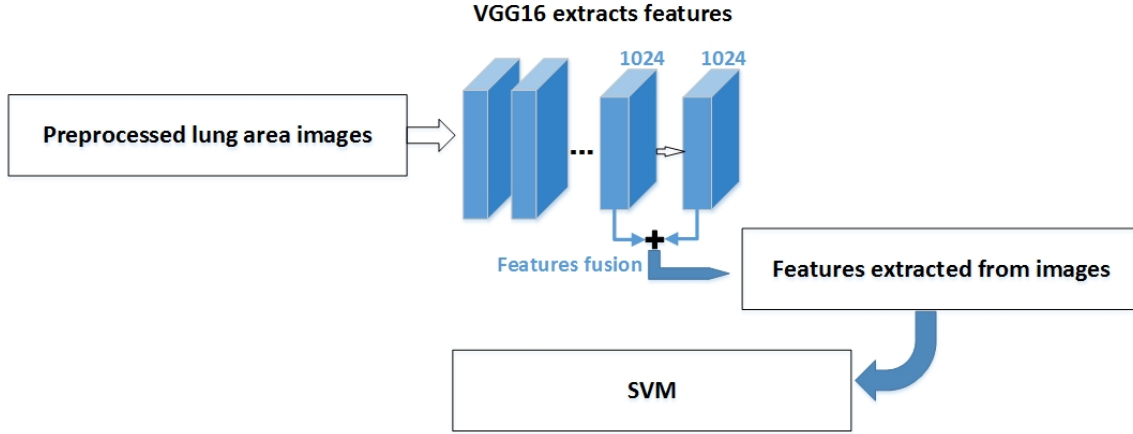 VGG16 extracts features
1024 1024
Preprocessed lung area images
...
+
Features fusion
Features extracted from images
SVM